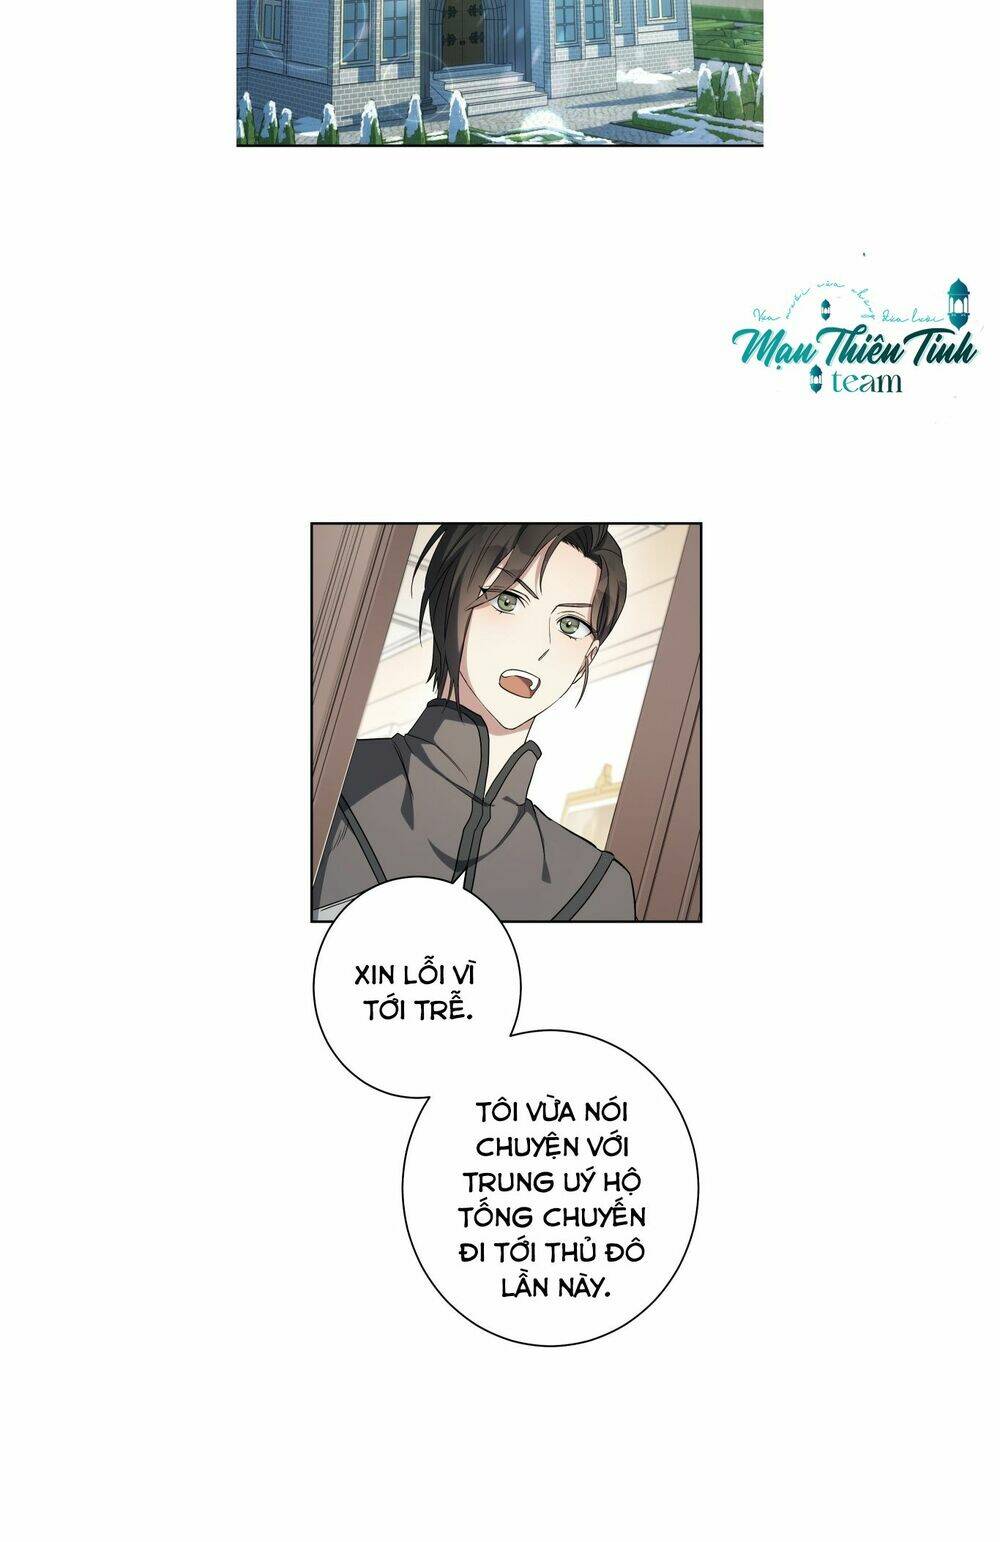 Mạn Thiên Tinh
team
XIN LỖI VÌ
TỚI TRỄ.
TÔI VỪA NÓI
CHUYỆN VỚI
TRUNG UÝ HỘ
TỐNG CHUYẾN
ĐI TỚI THỦ ĐÔ
LẦN NÀY.